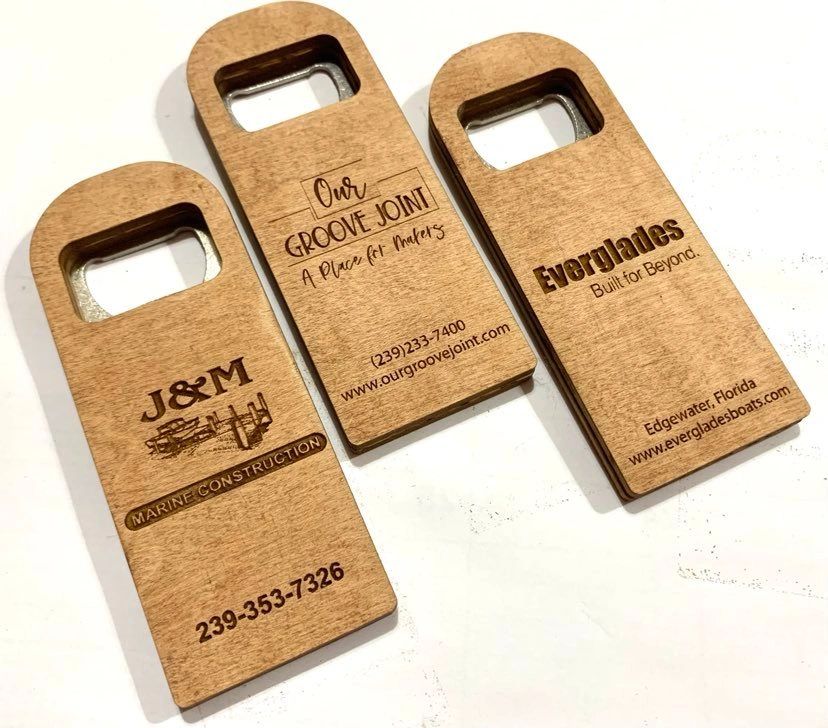 J&M
MARINE CONSTRUCTION
239-353-7326
Our
GROOVE JOINT
A Place for Makers
(239)233-7400
www.ourgroovejoint.com
Everglades
Built for Beyond.
Edgewater, Florida
www.evergladesboats.com